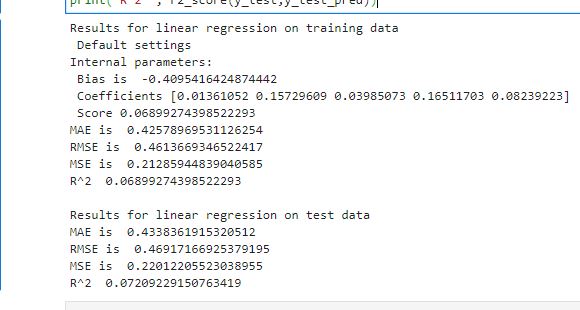 print("R^2 ", r2_score(y_test,y_test_pred))
Results for linear regression on training data
Default settings
Internal parameters:
Bias is -0.4095416424874442
Coefficients [0.01361052 0.15729609 0.03985073 0.16511703 0.08239223]
Score 0.06899274398522293
MAE is 0.42578969531126254
RMSE is 0.4613669346522417
MSE is 0.21285944839040585
R^2 0.06899274398522293
Results for linear regression on test data
MAE is 0.4338361915320512
RMSE is 0.46917166925379195
MSE is 0.22012205523038955
R^2 0.07209229150763419